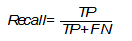 Recall = TP / TP + FN